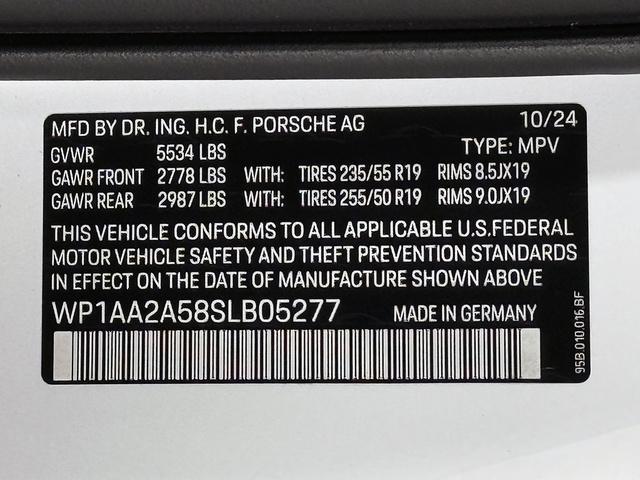 MFD BY DR. ING. H.C. F. PORSCHE AG 10/24
GVWR 5534 LBS TYPE: MPV
GAWR FRONT 2778 LBS WITH: TIRES 235/55 R19 RIMS 8.5JX19
GAWR REAR 2987 LBS WITH: TIRES 255/50 R19 RIMS 9.0JX19
THIS VEHICLE CONFORMS TO ALL APPLICABLE U.S.FEDERAL
MOTOR VEHICLE SAFETY AND THEFT PREVENTION STANDARDS
IN EFFECT ON THE DATE OF MANUFACTURE SHOWN ABOVE
WP1AA2A58SLB05277 MADE IN GERMANY
95B.010.016.BF